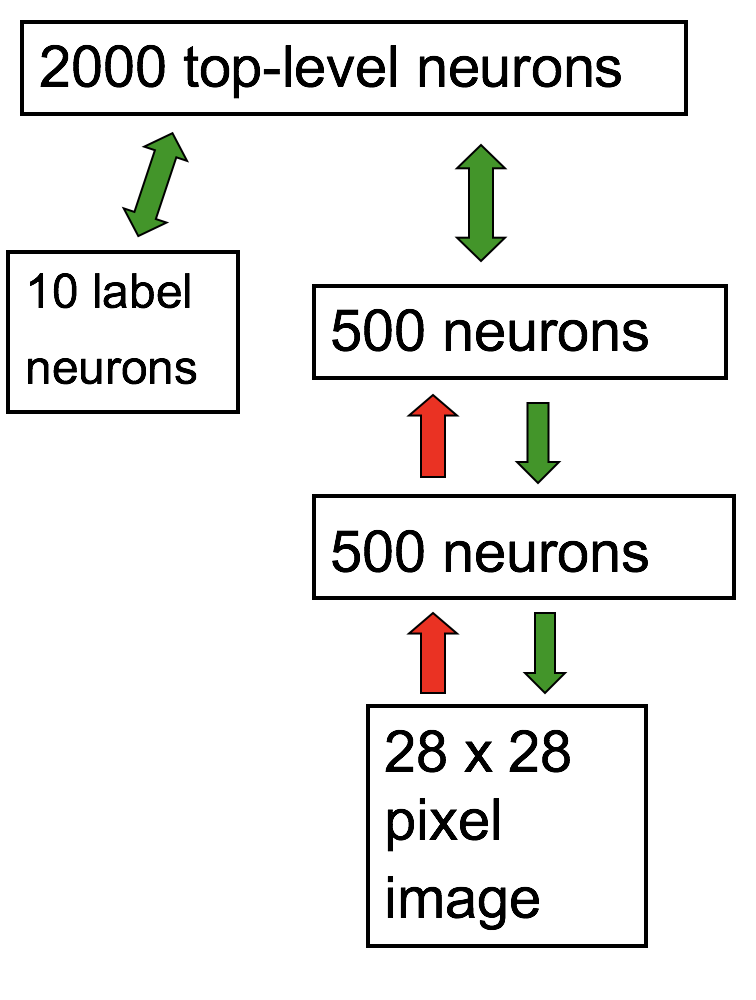 2000 top-level neurons
10 label
neurons
500 neurons
500 neurons
28 x 28
pixel
image